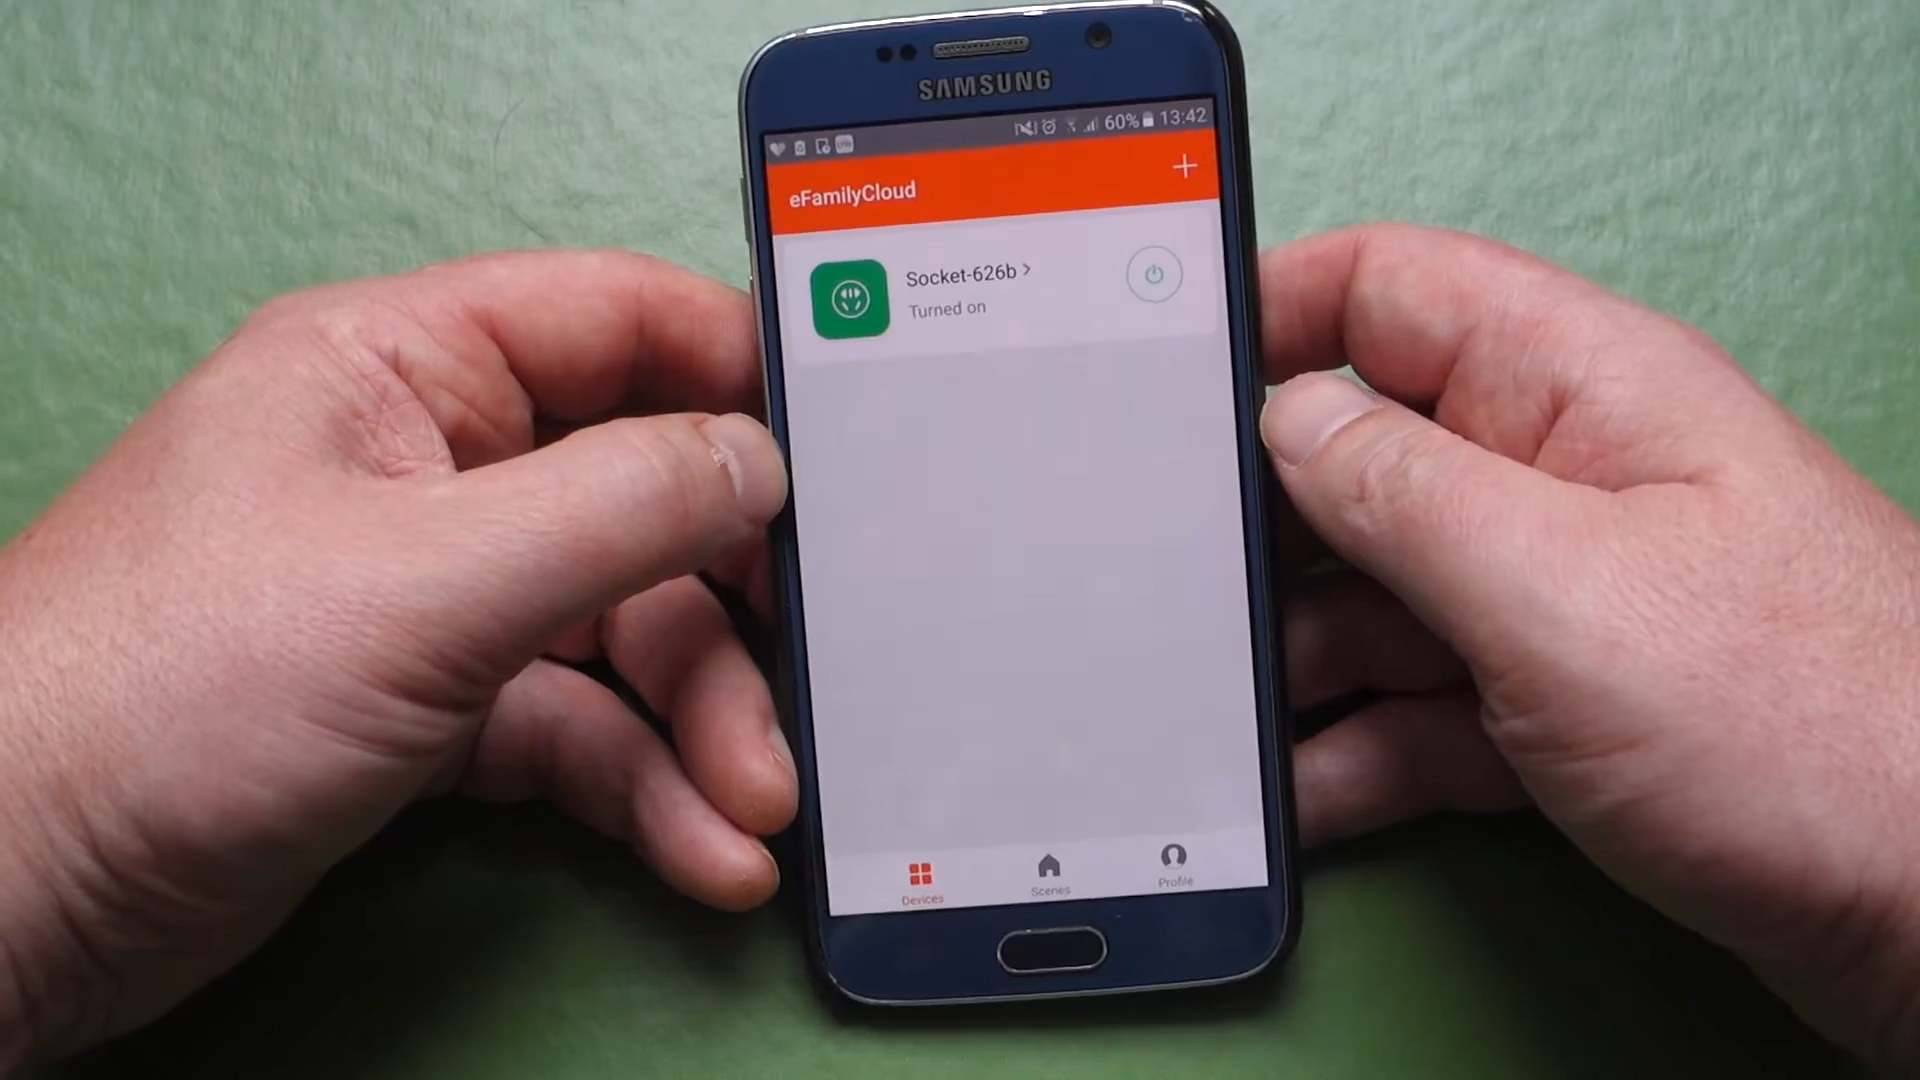 SAMSUNG
60% 13:42
eFamilyCloud
Socket-626b >
Turned on
Devices
Scenes
Profile